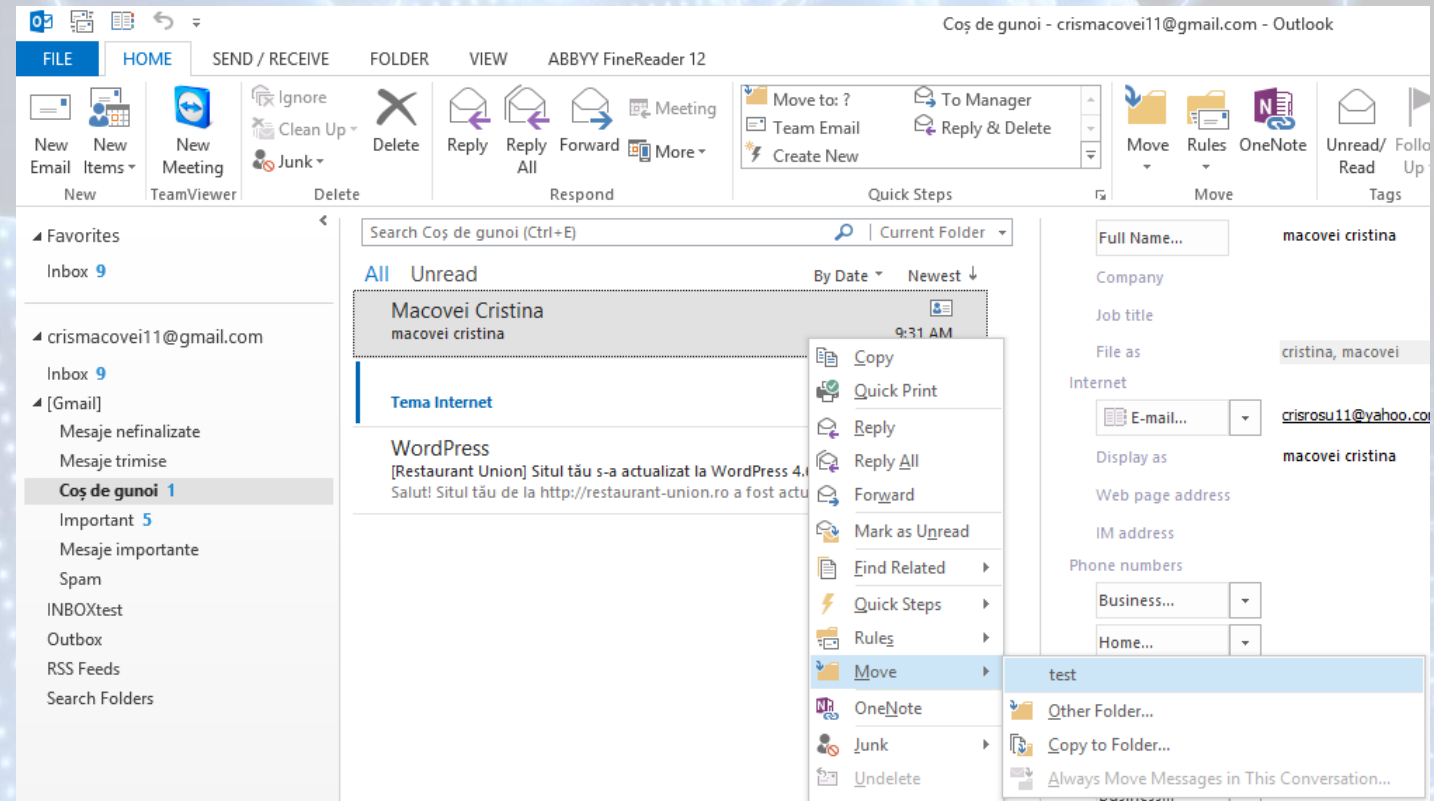 Coș de gunoi - crismacovei11@gmail.com - Outlook
FILE HOME SEND / RECEIVE FOLDER VIEW ABBYY FineReader 12
New Email
New Items
New
New Meeting
TeamViewer
Ignore
Clean Up
Junk
Delete
Delete
Reply
Reply All
Forward
Meeting
More
Respond
Move to: ?
Team Email
Create New
To Manager
Reply & Delete
Quick Steps
Move
Rules
OneNote
Move
Unread/ Read
Follo
Up
Tags
Favorites
Inbox 9
crismacovei11@gmail.com
Inbox 9
[Gmail]
Mesaje nefinalizate
Mesaje trimise
Coș de gunoi 1
Important 5
Mesaje importante
Spam
INBOXtest
Outbox
RSS Feeds
Search Folders
Search Coș de gunoi (Ctrl+E)
Current Folder
All Unread
By Date Newest
Macovei Cristina
macovei cristina 9:31 AM
Tema Internet
WordPress
[Restaurant Union] Situl tău s-a actualizat la WordPress 4.
Salut! Situl tău de la http://restaurant-union.ro a fost actu
Copy
Quick Print
Reply
Reply All
Forward
Mark as Unread
Find Related
Quick Steps
Rules
Move
OneNote
Junk
Undelete
test
Other Folder...
Copy to Folder...
Always Move Messages in This Conversation...
Full Name... macovei cristina
Company
Job title
File as cristina, macovei
Internet
E-mail... crisrosu11@yahoo.co
Display as macovei cristina
Web page address
IM address
Phone numbers
Business...
Home...